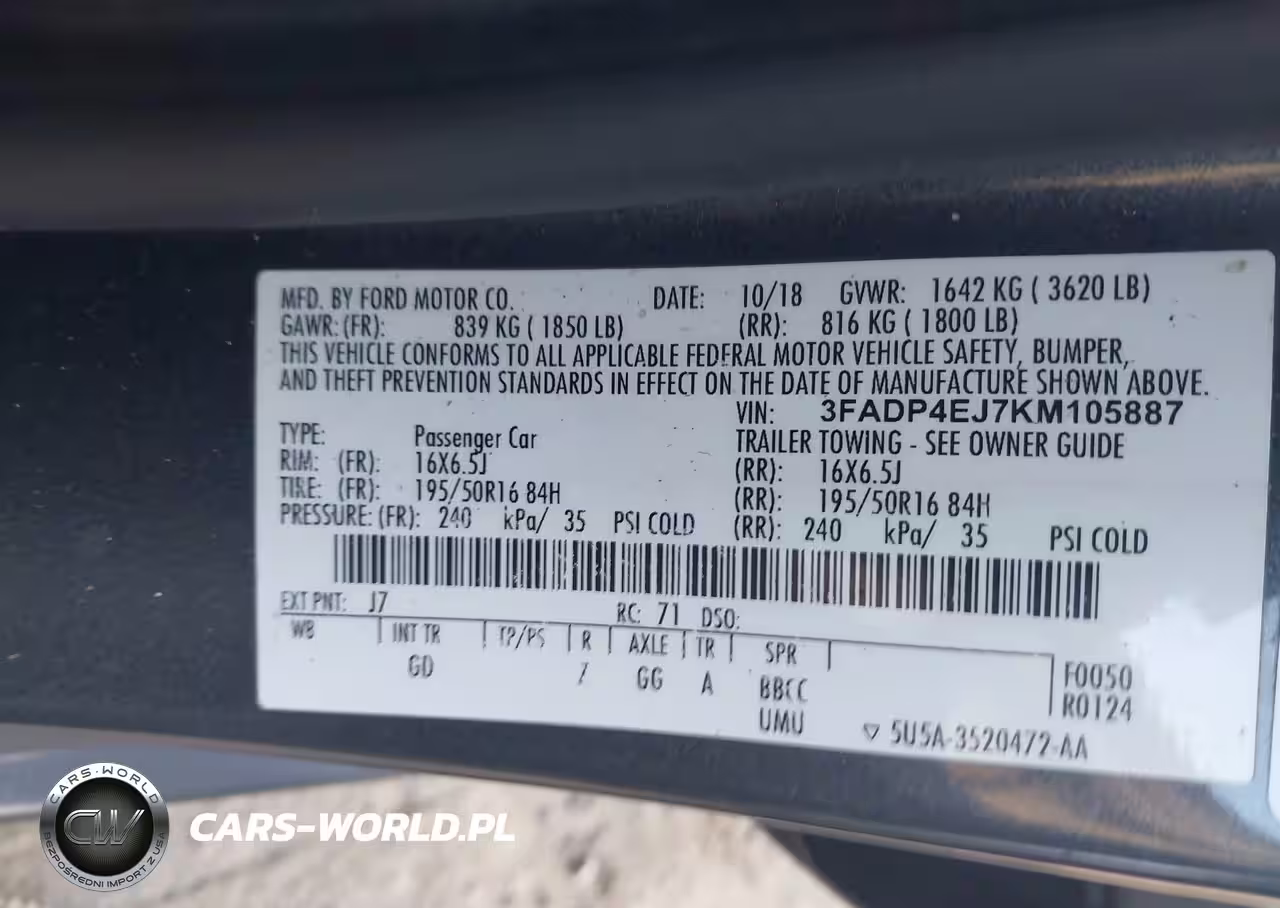 MFD. BY FORD MOTOR CO. DATE: 10/18 GVWR: 1642 KG ( 3620 LB)
GAWR: (FR): 839 KG ( 1850 LB) (RR): 816 KG ( 1800 LB)
THIS VEHICLE CONFORMS TO ALL APPLICABLE FEDERAL MOTOR VEHICLE SAFETY, BUMPER,
AND THEFT PREVENTION STANDARDS IN EFFECT ON THE DATE OF MANUFACTURE SHOWN ABOVE.
VIN: 3FADP4EJ7KM105887
TYPE: Passenger Car TRAILER TOWING - SEE OWNER GUIDE
RIM: (FR): 16X6.5J (RR): 16X6.5J
TIRE: (FR): 195/50R16 84H (RR): 195/50R16 84H
PRESSURE: (FR): 240 kPa/ 35 PSI COLD (RR): 240 kPa/ 35 PSI COLD
EXT PNT: J7 RC: 71 DSO:
WB INT TR TP/PS R AXLE TR SPR
GD 7 GG A BBCC
UMU
F0050
R0124
▽ 5U5A-3520472-AA
CARS-WORLD
CW
BEZPOŚREDNI IMPORT Z USA
CARS-WORLD.PL